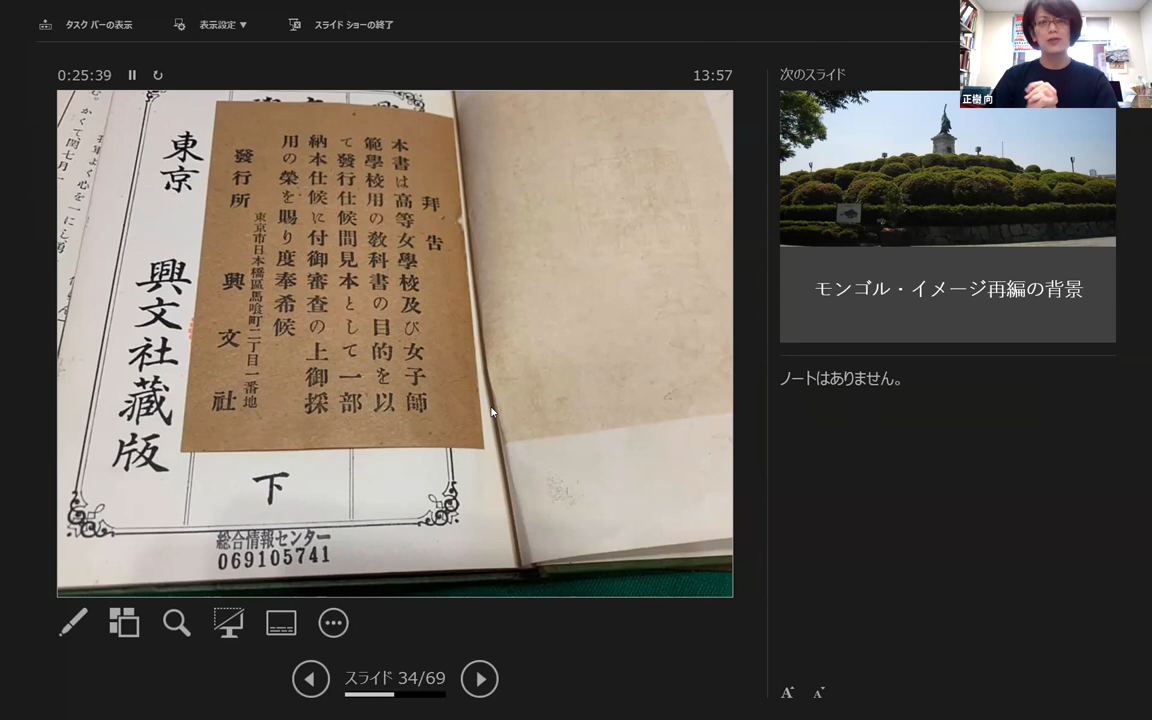 タスク バーの表示
表示設定 ▼
スライド ショーの終了
0:25:39
13:57
次のスライド
正樹 向
拜告
本書は高等女學校及び女子師
範學校用の敎科書の目的を以
て發行仕候間見本として一部
納本仕候に付御審査の上御採
用の榮を賜り度奉希候
東京市日本橋區馬喰町二丁目一番地
發行所 興文社
東京 興文社藏版
下
総合情報センター
069105741
モンゴル・イメージ再編の背景
ノートはありません。
スライド 34/69